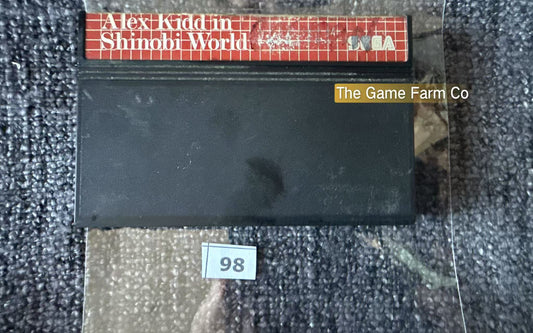 Alex Kidd in
Shinobi World
SEGA
The Game Farm Co
98